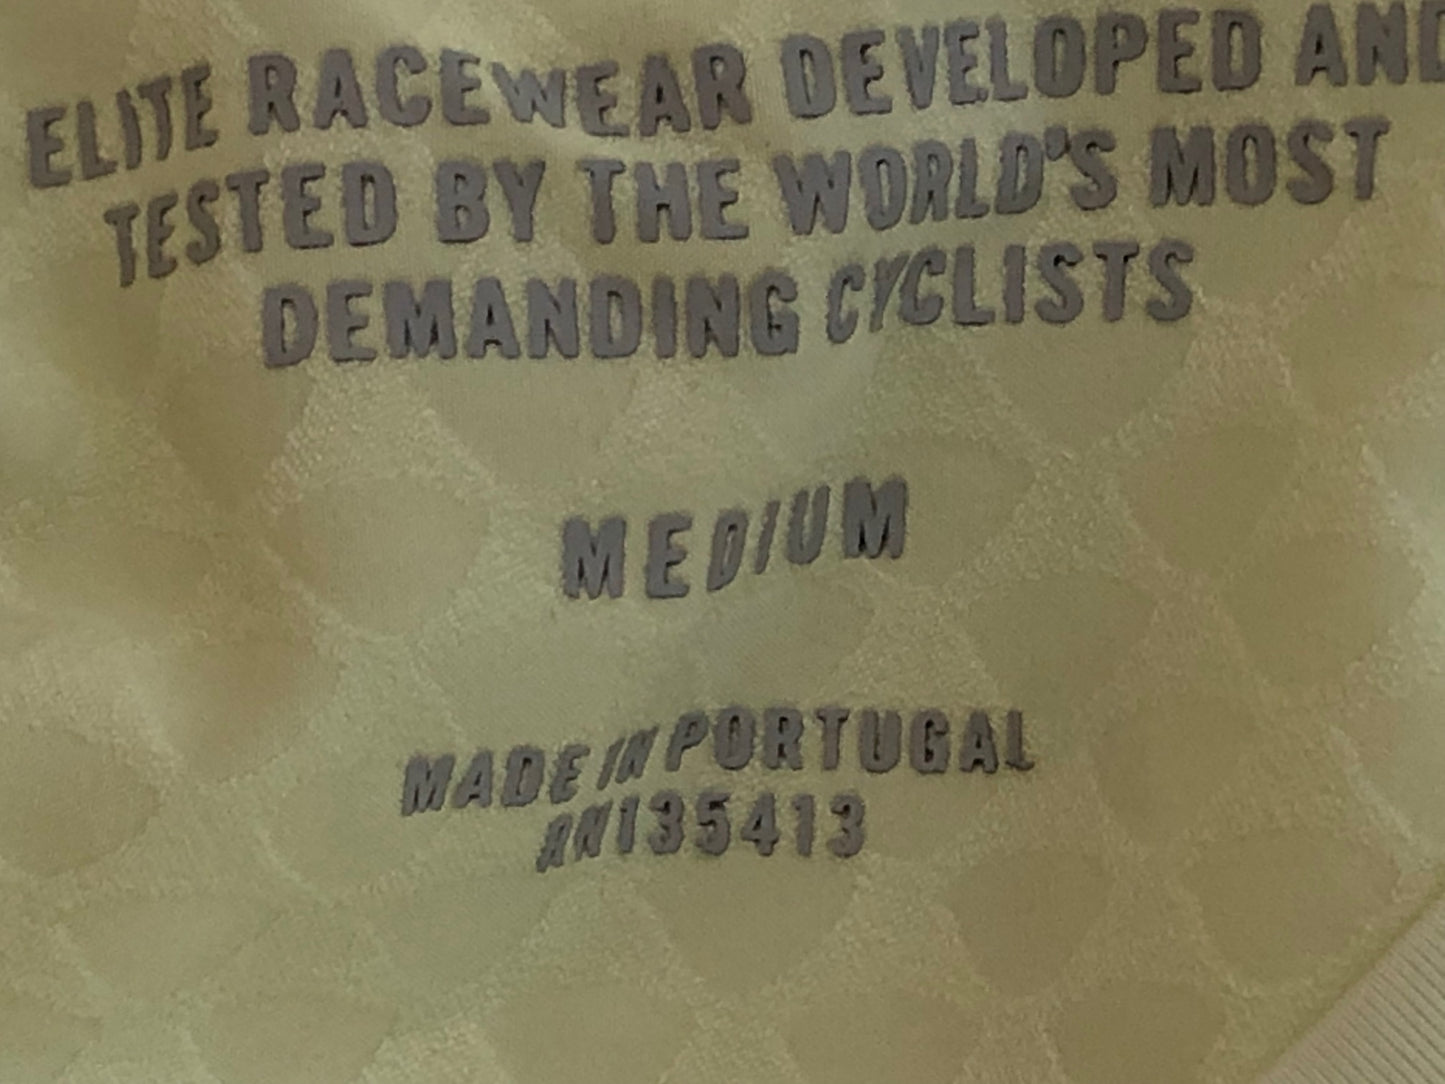 ELITE RACEWEAR DEVELOPED AND
TESTED BY THE WORLD'S MOST
DEMANDING CYCLISTS
MEDIUM
MADE IN PORTUGAL
RN135413